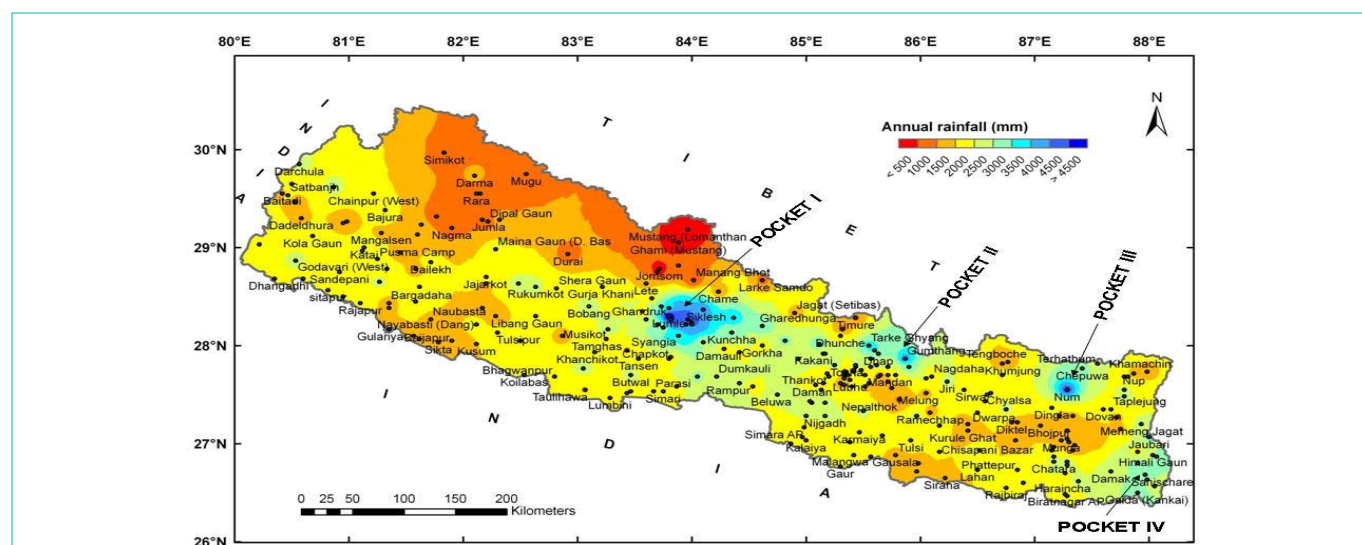 80°E 81°E 82°E 83°E 84°E 85°E 86°E 87°E 88°E
N
Annual rainfall (mm)
< 500 1000 1500 2000 2500 3000 3500 4000 4500 > 4500
30°N
29°N
28°N
27°N
26°N
INDIA
TIBET
INDIA
POCKET I
POCKET II
POCKET III
POCKET IV
Simikot
Darchula
Satbanjh
Darma
Mugu
Baitadi
Chainpur (West)
Rara
Bajura
Dipal Gaun
Dadeldhura
Jumla
Nagma
Kola Gaun
Mangalsen
Maina Gaun (D. Bas
Mustang (Lomanthan
Katai
Pusma Camp
Ghami (Mustang)
Durai
Godavari (West)
Dailekh
Jomsom
Manang Bhot
Dhangadhi
Sandepani
Jajarkot
Shera Gaun
Larke Samdo
sitapur
Bargadaha
Rukumkot
Gurja Khani
Lete
Chame
Rajapur
Naubasta
Bobang
Ghandruk
Siklesh
Jagat (Setibas)
Gharedhunga
Timure
Nayabasti (Dang)
Libang Gaun
Lumle
Gulariya
Baijapur
Musikot
Syangja
Kunchha
Tarke Ghyang
Sikta
Kusum
Tulsipur
Tamghas
Dhunche
Gumthang
Tengboche
Terhathum
Khanchikot
Chapkot
Damauli
Gorkha
Kakani
Dhap
Khumjung
Khamachin
Chepuwa
Nagdaha
Bhagwanpur
Tansen
Dumkauli
Thankot
Mandan
Nup
Koilabas
Butwal
Parasi
Rampur
Lubhu
Jiri
Sirwa
Num
Taplejung
Taulihawa
Simari
Daman
Melung
Chyalsa
Lumbini
Beluwa
Nepalthok
Ramechhap
Dwarpa
Dingla
Dovan
Nijgadh
Diktel
Memeng Jagat
Simara AP
Karmaiya
Kurule Ghat
Bhojpur
Jaubari
Kalaiya
Tulsi
Chisapani Bazar
Munga
Malangwa
Gausala
Phattepur
Chatara
Himali Gaun
Gaur
Lahan
Damak
Sanischare
Siraha
Rajbiraj
Haraincha
Biratnagar AP
Gaida (Kankai)
0 25 50 100 150 200
Kilometers